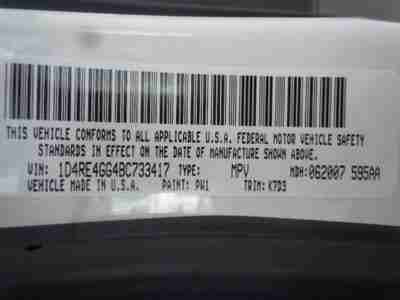 THIS VEHICLE CONFORMS TO ALL APPLICABLE U.S.A. FEDERAL MOTOR VEHICLE SAFETY
STANDARDS IN EFFECT ON THE DATE OF MANUFACTURE SHOWN ABOVE.
VIN: 1D4RE4GG4BC733417 TYPE: MPV MDH: 062007 595AA
VEHICLE MADE IN U.S.A. PAINT: PW1 TRIM: K7D3